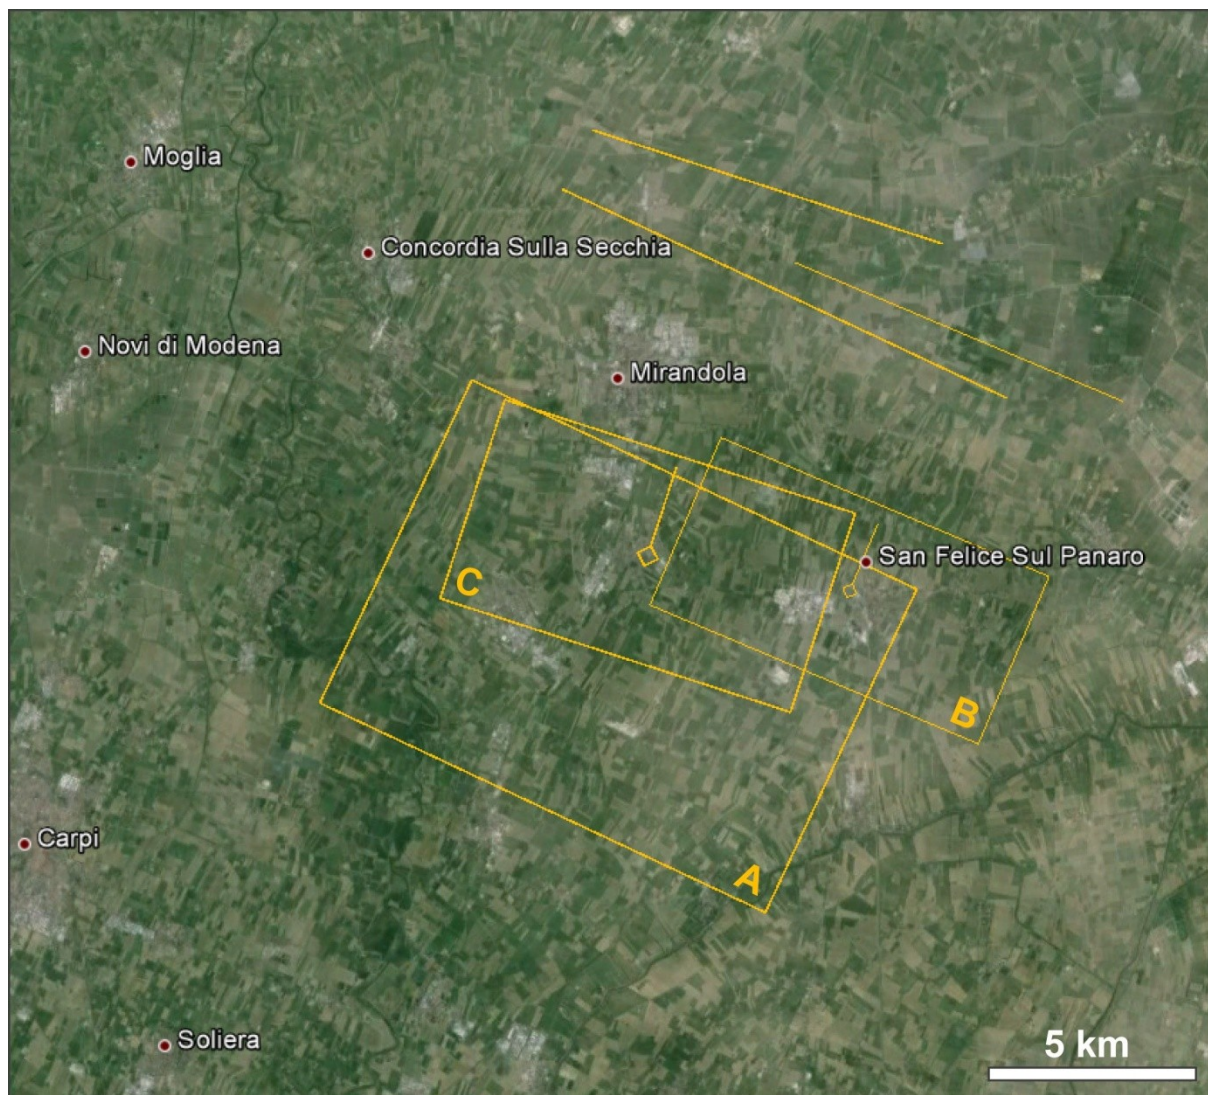 Moglia
Concordia Sulla Secchia
Novi di Modena
Mirandola
San Felice Sul Panaro
C
B
Carpi
A
Soliera
5 km